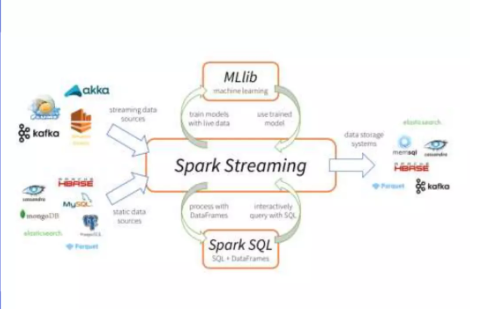 akka
kafka
streaming data
sources
MLlib
machine learning
train models
with live data
use trained
model
Spark Streaming
data storage
systems
elasticsearch
memsql
cassandra
HBASE
Parquet
kafka
HBASE
cassandra
MySQL
mongoDB
PostgreSQL
elasticsearch
Parquet
static data
sources
process with
DataFrames
interactively
query with SQL
Spark SQL
SQL + DataFrames